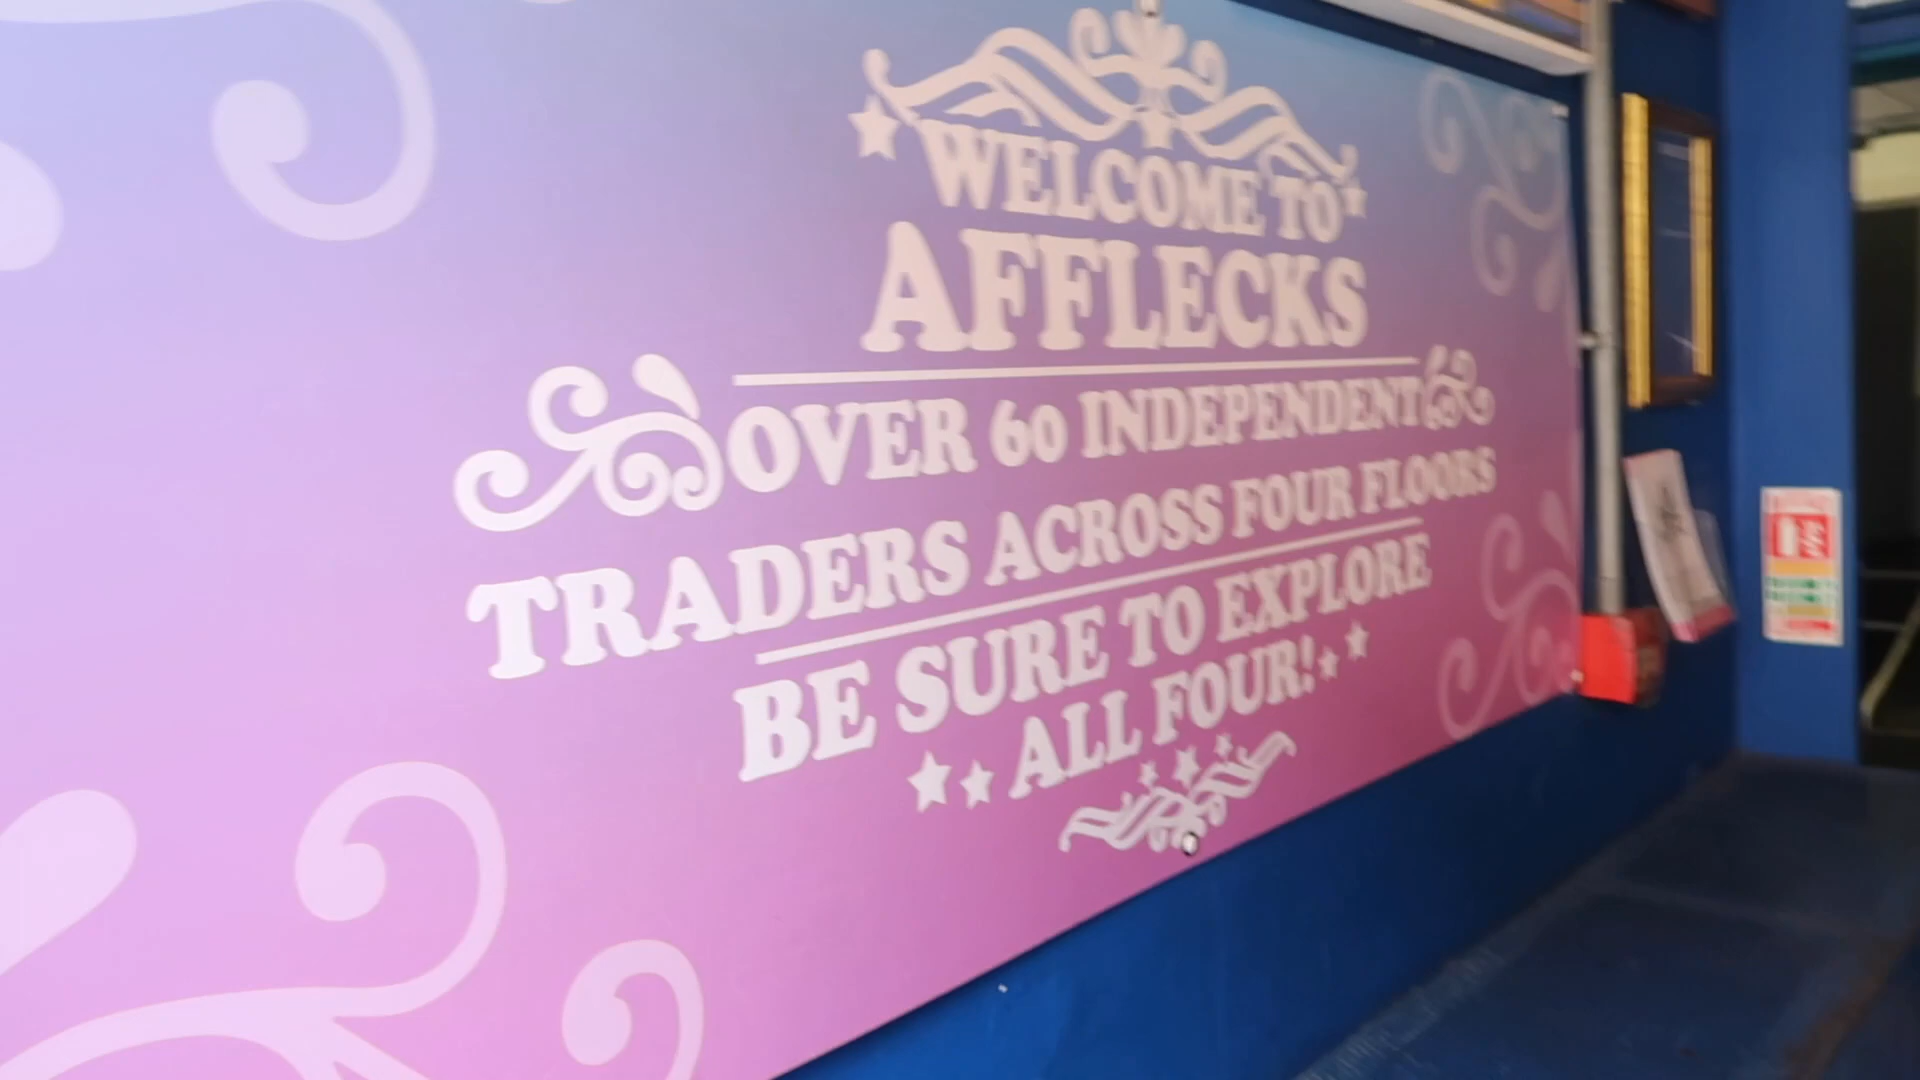 WELCOME TO
AFFLECKS
OVER 60 INDEPENDENT
TRADERS ACROSS FOUR FLOORS
BE SURE TO EXPLORE
ALL FOUR!